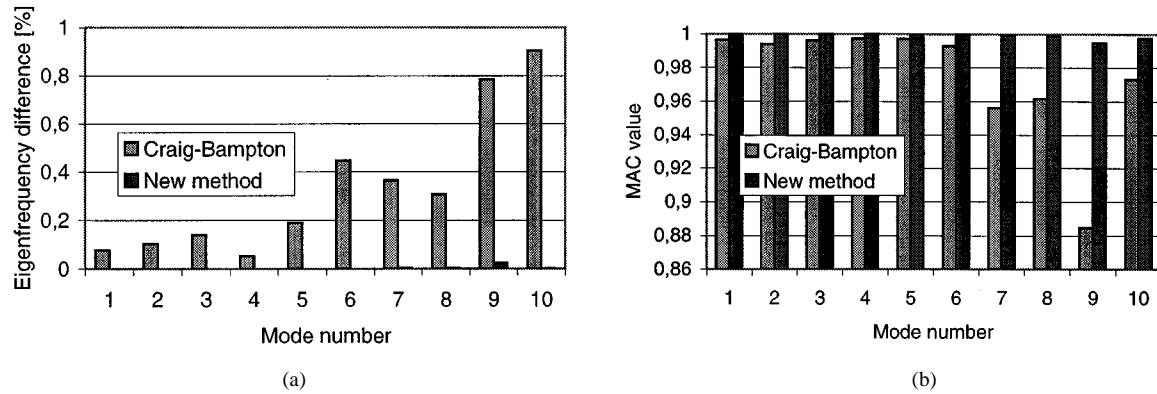 Eigenfrequency difference [%]
1
0,8
0,6
0,4
0,2
0
Craig-Bampton
New method
1 2 3 4 5 6 7 8 9 10
Mode number
(a)
MAC value
1
0,98
0,96
0,94
0,92
0,9
0,88
0,86
Craig-Bampton
New method
1 2 3 4 5 6 7 8 9 10
Mode number
(b)